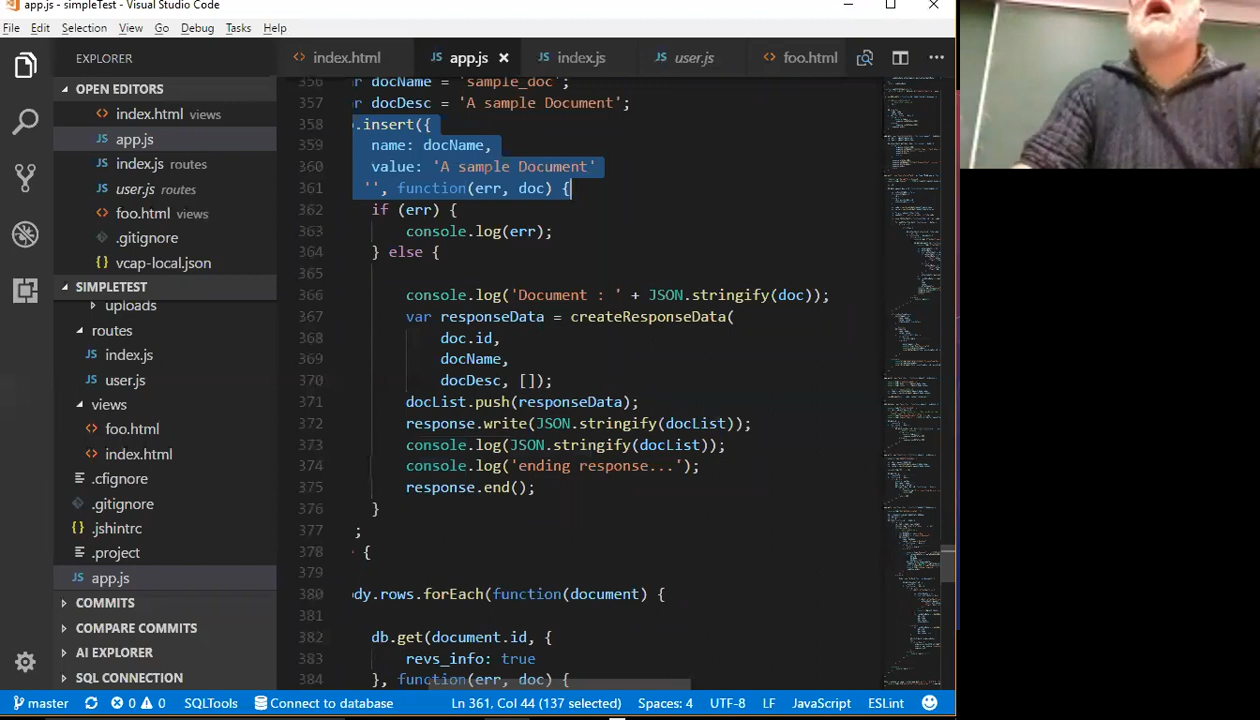 app.js - simpleTest - Visual Studio Code
File Edit Selection View Go Debug Tasks Help
EXPLORER
index.html app.js index.js user.js foo.html
OPEN EDITORS
index.html views
app.js
index.js routes
user.js routes
foo.html views
.gitignore
vcap-local.json
SIMPLETEST
uploads
routes
index.js
user.js
views
foo.html
index.html
.cfignore
.gitignore
.jshintrc
.project
app.js
COMMITS
COMPARE COMMITS
AI EXPLORER
SQL CONNECTION
356 r docName = 'sample_doc';
357 r docDesc = 'A sample Document';
358 .insert({
359 name: docName,
360 value: 'A sample Document'
361 '', function(err, doc) {
362 if (err) {
363 console.log(err);
364 } else {
365
366 console.log('Document : ' + JSON.stringify(doc));
367 var responseData = createResponseData(
368 doc.id,
369 docName,
370 docDesc, []);
371 docList.push(responseData);
372 response.write(JSON.stringify(docList));
373 console.log(JSON.stringify(docList));
374 console.log('ending response...');
375 response.end();
376 }
377 ;
378 {
379
380 dy.rows.forEach(function(document) {
381
382 db.get(document.id, {
383 revs_info: true
384 }, function(err, doc) {
master 0 0 SQLTools Connect to database Ln 361, Col 44 (137 selected) Spaces: 4 UTF-8 LF JavaScript ESLint